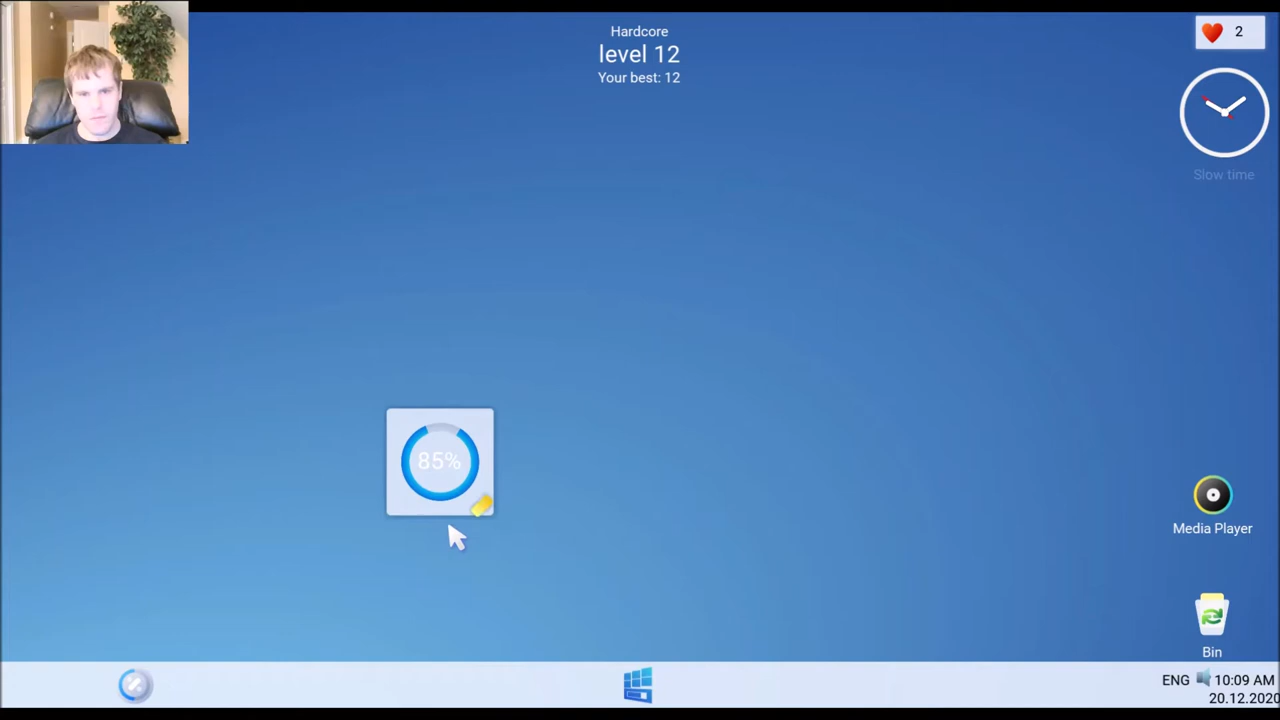 Hardcore
level 12
Your best: 12
2
Slow time
85%
Media Player
Bin
ENG 10:09 AM
20.12.2020